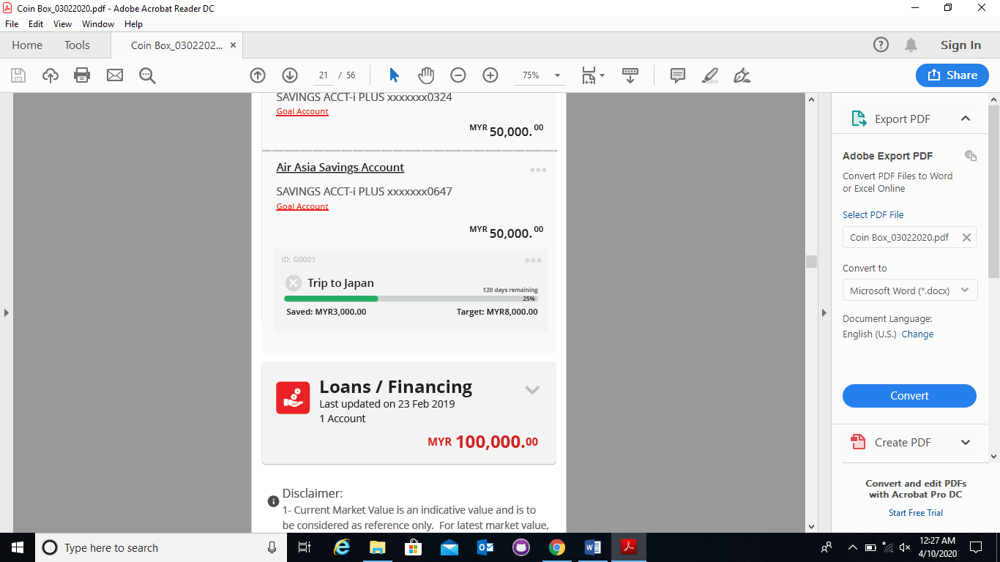 Coin Box_03022020.pdf - Adobe Acrobat Reader DC
File Edit View Window Help
Home Tools Coin Box_0302202... × Sign In
21 / 56 75% Share
SAVINGS ACCT-i PLUS xxxxxxx0324
Goal Account
MYR 50,000.00
Air Asia Savings Account
SAVINGS ACCT-i PLUS xxxxxxx0647
Goal Account
MYR 50,000.00
ID: G0001
Trip to Japan
120 days remaining
25%
Saved: MYR3,000.00 Target: MYR8,000.00
Loans / Financing
Last updated on 23 Feb 2019
1 Account
MYR 100,000.00
Disclaimer:
1- Current Market Value is an indicative value and is to
be considered as reference only. For latest market value,
Export PDF
Adobe Export PDF
Convert PDF Files to Word
or Excel Online
Select PDF File
Coin Box_03022020.pdf
Convert to
Microsoft Word (*.docx)
Document Language:
English (U.S.) Change
Convert
Create PDF
Convert and edit PDFs
with Acrobat Pro DC
Start Free Trial
Type here to search
12:27 AM
4/10/2020